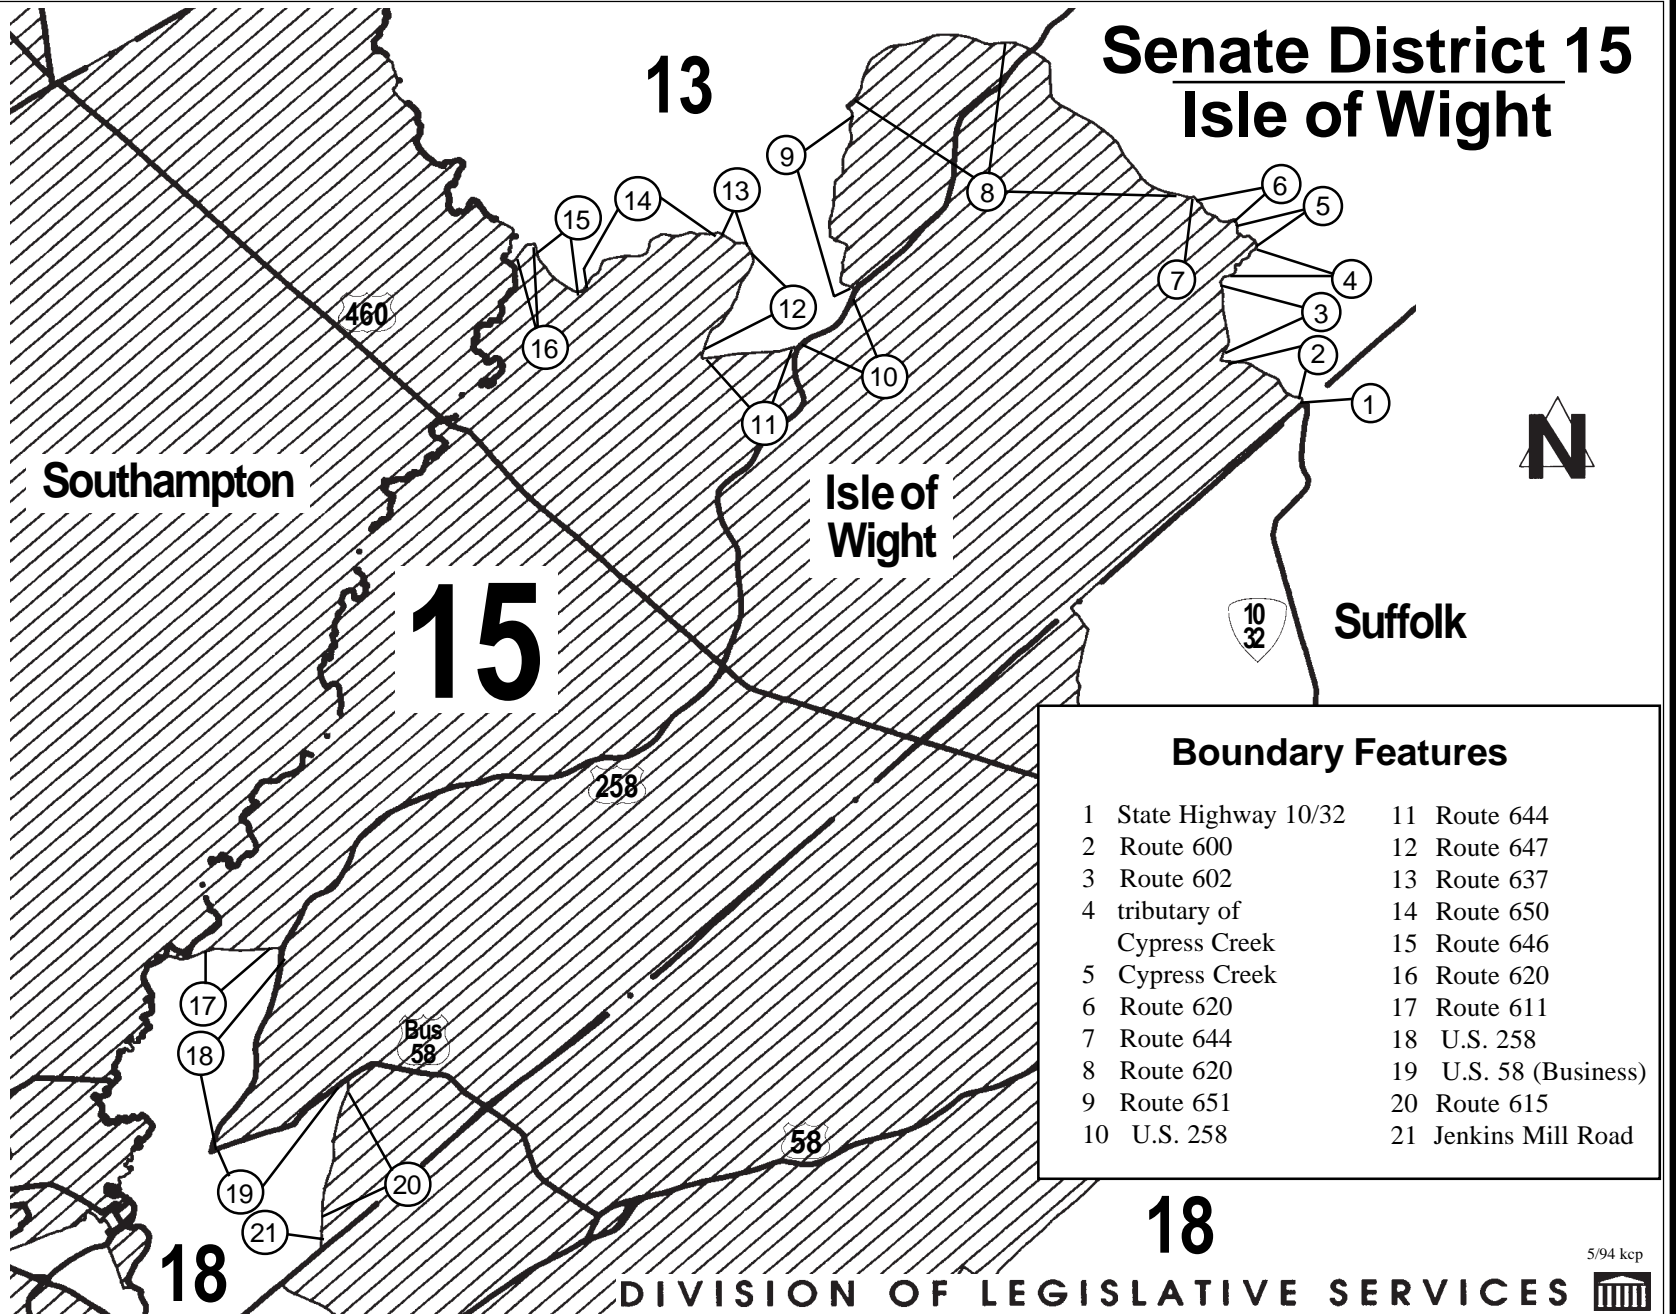 Senate District 15
Isle of Wight
13
9
8
6
5
15
14
13
7
4
3
12
2
16
10
1
11
460
N
Southampton
Isle of
Wight
15
10
32
Suffolk
258
Boundary Features
1 State Highway 10/32
2 Route 600
3 Route 602
4 tributary of
Cypress Creek
5 Cypress Creek
6 Route 620
7 Route 644
8 Route 620
9 Route 651
10 U.S. 258
11 Route 644
12 Route 647
13 Route 637
14 Route 650
15 Route 646
16 Route 620
17 Route 611
18 U.S. 258
19 U.S. 58 (Business)
20 Route 615
21 Jenkins Mill Road
17
18
Bus
58
58
19
20
21
18
18
5/94 kcp
DIVISION OF LEGISLATIVE SERVICES